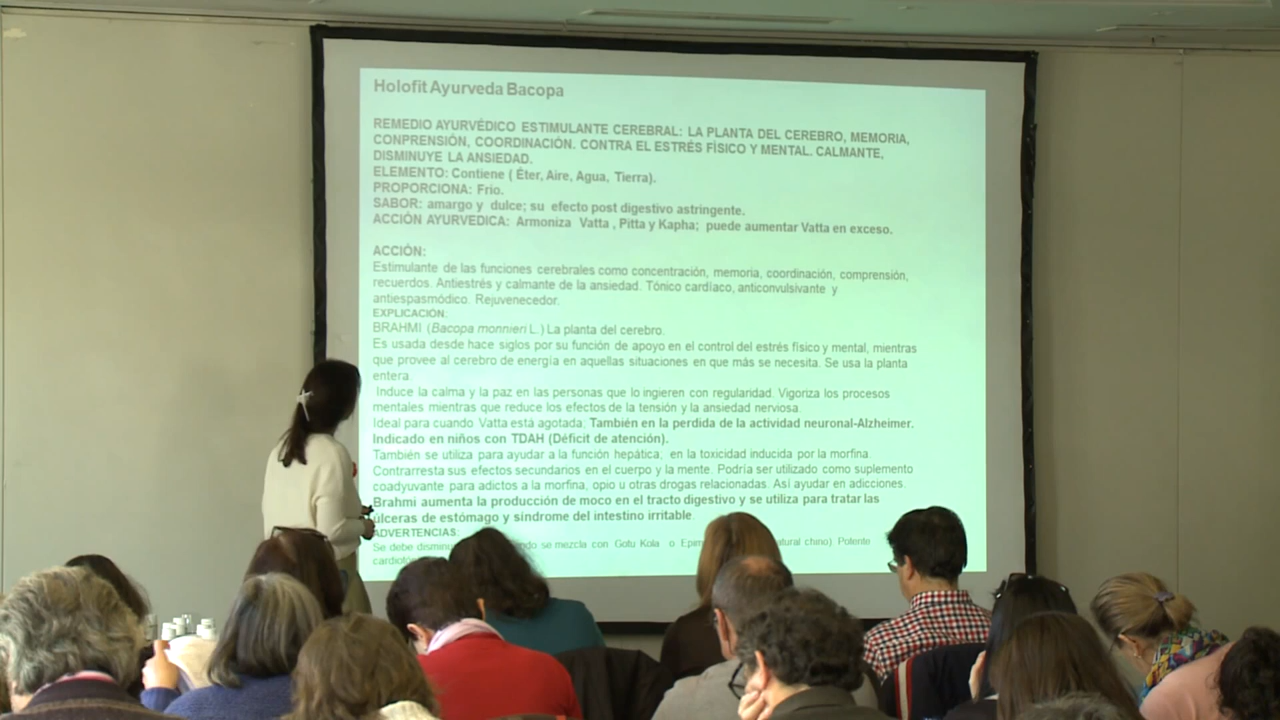 Holofit Ayurveda Bacopa
REMEDIO AYURVÉDICO ESTIMULANTE CEREBRAL: LA PLANTA DEL CEREBRO, MEMORIA,
CONPRENSIÓN, COORDINACIÓN. CONTRA EL ESTRÉS FÍSICO Y MENTAL. CALMANTE,
DISMINUYE LA ANSIEDAD.
ELEMENTO: Contiene ( Éter, Aire, Agua, Tierra).
PROPORCIONA: Frio.
SABOR: amargo y dulce; su efecto post digestivo astringente.
ACCIÓN AYURVEDICA: Armoniza Vatta , Pitta y Kapha; puede aumentar Vatta en exceso.
ACCIÓN:
Estimulante de las funciones cerebrales como concentración, memoria, coordinación, comprensión,
recuerdos. Antiestrés y calmante de la ansiedad. Tónico cardíaco, anticonvulsivante y
antiespasmódico. Rejuvenecedor.
EXPLICACIÓN:
BRAHMI (Bacopa monnieri L.) La planta del cerebro.
Es usada desde hace siglos por su función de apoyo en el control del estrés físico y mental, mientras
que provee al cerebro de energía en aquellas situaciones en que más se necesita. Se usa la planta
entera.
Induce la calma y la paz en las personas que lo ingieren con regularidad. Vigoriza los procesos
mentales mientras que reduce los efectos de la tensión y la ansiedad nerviosa.
Ideal para cuando Vatta está agotada; También en la perdida de la actividad neuronal-Alzheimer.
Indicado en niños con TDAH (Déficit de atención).
También se utiliza para ayudar a la función hepática; en la toxicidad inducida por la morfina.
Contrarresta sus efectos secundarios en el cuerpo y la mente. Podría ser utilizado como suplemento
coadyuvante para adictos a la morfina, opio u otras drogas relacionadas. Así ayudar en adicciones.
Brahmi aumenta la producción de moco en el tracto digestivo y se utiliza para tratar las
úlceras de estómago y síndrome del intestino irritable.
ADVERTENCIAS:
Se debe se mezcla con Gotu Kola o chino) Potente